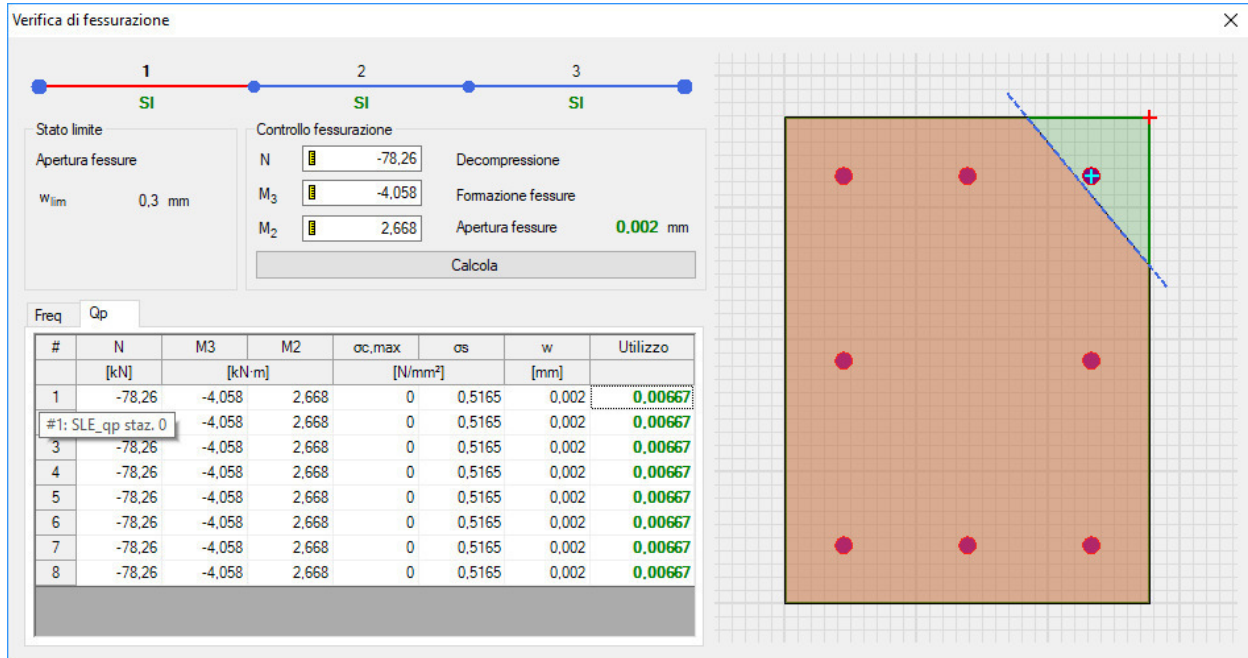 Verifica di fessurazione
1 2 3
SI SI SI
Stato limite
Apertura fessure
wlim 0,3 mm
Controllo fessurazione
N -78,26 Decompressione
M3 -4,058 Formazione fessure
M2 2,668 Apertura fessure 0,002 mm
Calcola
Freq Qp
# N M3 M2 σc,max σs w Utilizzo
[kN] [kN·m] [N/mm²] [mm]
1 -78,26 -4,058 2,668 0 0,5165 0,002 0,00667
#1: SLE_qp staz. 0 -4,058 2,668 0 0,5165 0,002 0,00667
3 -78,26 -4,058 2,668 0 0,5165 0,002 0,00667
4 -78,26 -4,058 2,668 0 0,5165 0,002 0,00667
5 -78,26 -4,058 2,668 0 0,5165 0,002 0,00667
6 -78,26 -4,058 2,668 0 0,5165 0,002 0,00667
7 -78,26 -4,058 2,668 0 0,5165 0,002 0,00667
8 -78,26 -4,058 2,668 0 0,5165 0,002 0,00667